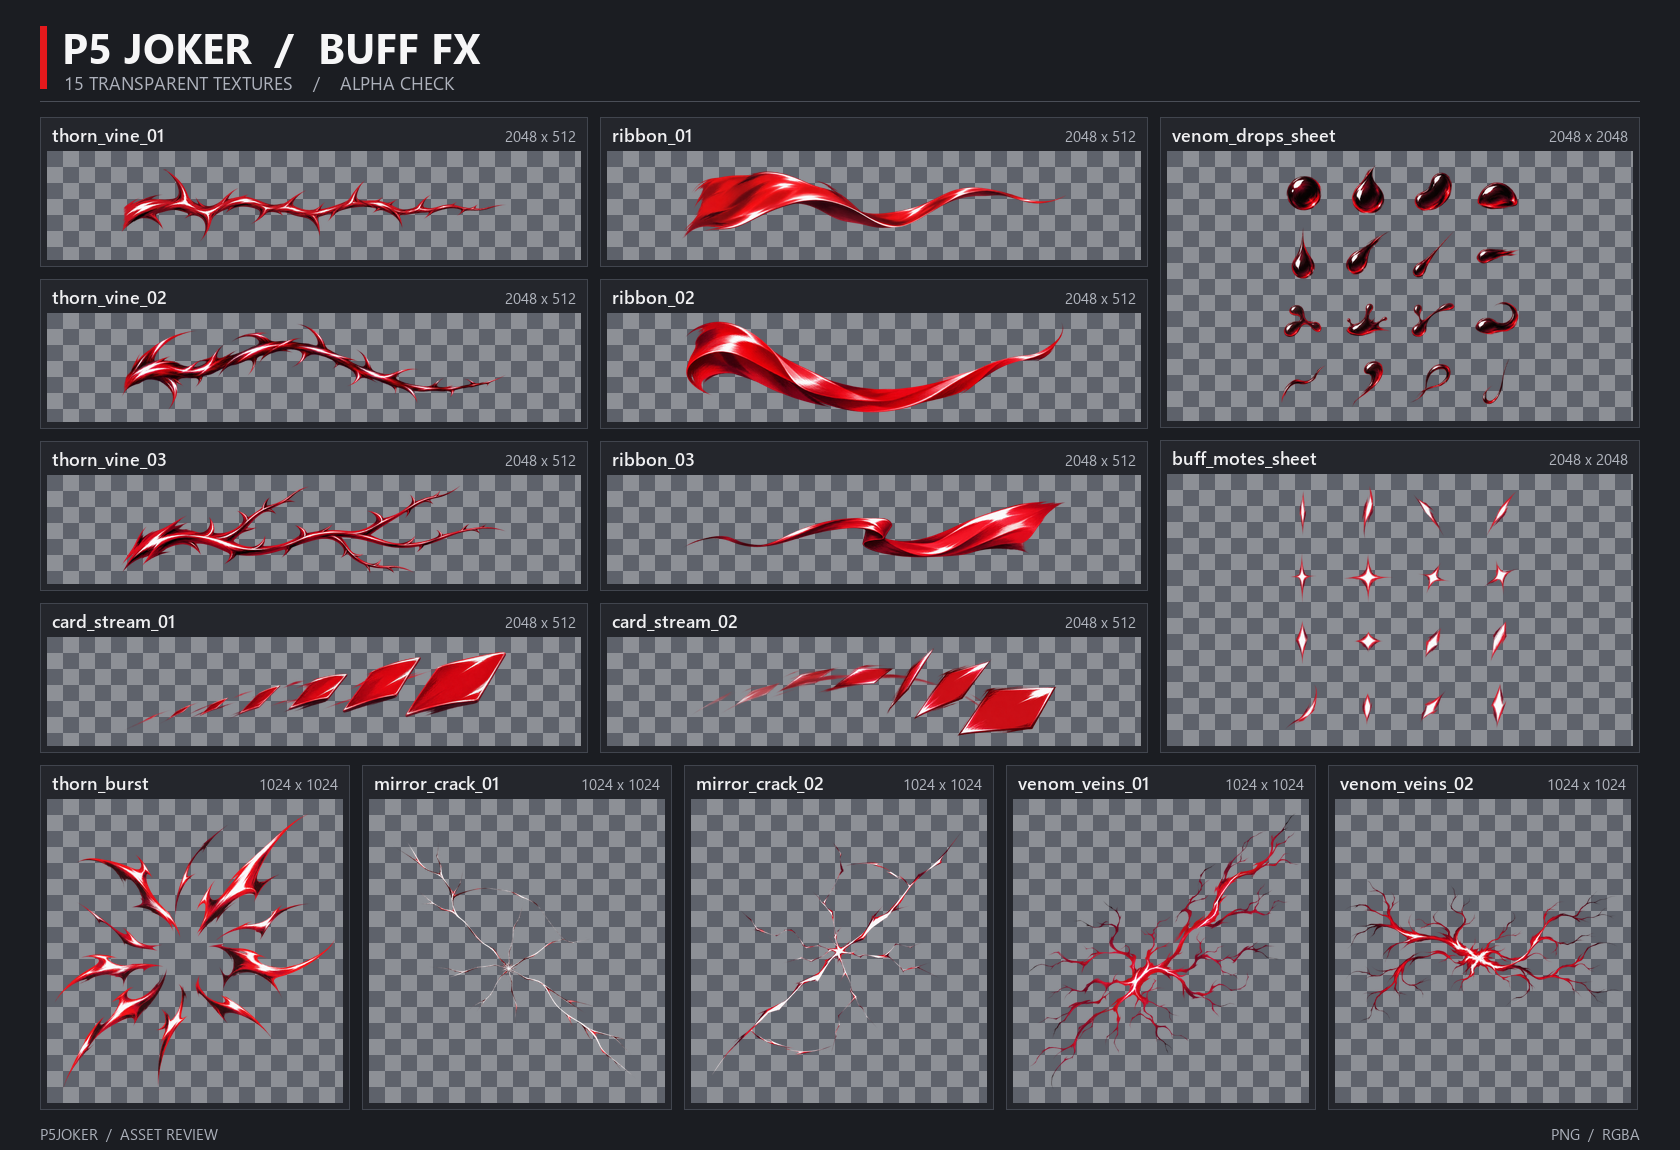 P5 JOKER / BUFF FX
15 TRANSPARENT TEXTURES / ALPHA CHECK
thorn_vine_01 2048 x 512
ribbon_01 2048 x 512
venom_drops_sheet 2048 x 2048
thorn_vine_02 2048 x 512
ribbon_02 2048 x 512
thorn_vine_03 2048 x 512
ribbon_03 2048 x 512
buff_motes_sheet 2048 x 2048
card_stream_01 2048 x 512
card_stream_02 2048 x 512
thorn_burst 1024 x 1024
mirror_crack_01 1024 x 1024
mirror_crack_02 1024 x 1024
venom_veins_01 1024 x 1024
venom_veins_02 1024 x 1024
P5JOKER / ASSET REVIEW
PNG / RGBA